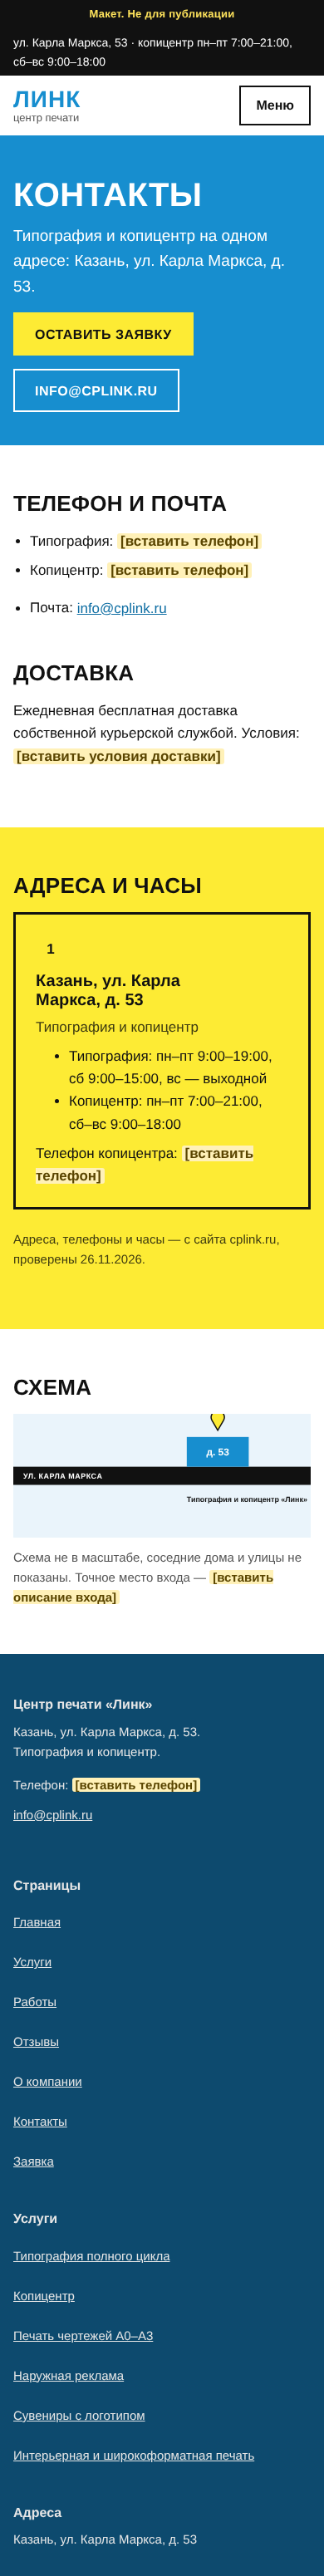 Макет. Не для публикации
ул. Карла Маркса, 53 · копицентр пн–пт 7:00–21:00,
сб–вс 9:00–18:00
ЛИНК
центр печати
Меню
КОНТАКТЫ
Типография и копицентр на одном
адресе: Казань, ул. Карла Маркса, д.
53.
ОСТАВИТЬ ЗАЯВКУ
INFO@CPLINK.RU
ТЕЛЕФОН И ПОЧТА
• Типография: [вставить телефон]
• Копицентр: [вставить телефон]
• Почта: info@cplink.ru
ДОСТАВКА
Ежедневная бесплатная доставка
собственной курьерской службой. Условия:
[вставить условия доставки]
АДРЕСА И ЧАСЫ
1
Казань, ул. Карла
Маркса, д. 53
Типография и копицентр
• Типография: пн–пт 9:00–19:00,
сб 9:00–15:00, вс — выходной
• Копицентр: пн–пт 7:00–21:00,
сб–вс 9:00–18:00
Телефон копицентра: [вставить
телефон]
Адреса, телефоны и часы — с сайта cplink.ru,
проверены 26.11.2026.
СХЕМА
д. 53
УЛ. КАРЛА МАРКСА
Типография и копицентр «Линк»
Схема не в масштабе, соседние дома и улицы не
показаны. Точное место входа — [вставить
описание входа]
Центр печати «Линк»
Казань, ул. Карла Маркса, д. 53.
Типография и копицентр.
Телефон: [вставить телефон]
info@cplink.ru
Страницы
Главная
Услуги
Работы
Отзывы
О компании
Контакты
Заявка
Услуги
Типография полного цикла
Копицентр
Печать чертежей А0–А3
Наружная реклама
Сувениры с логотипом
Интерьерная и широкоформатная печать
Адреса
Казань, ул. Карла Маркса, д. 53